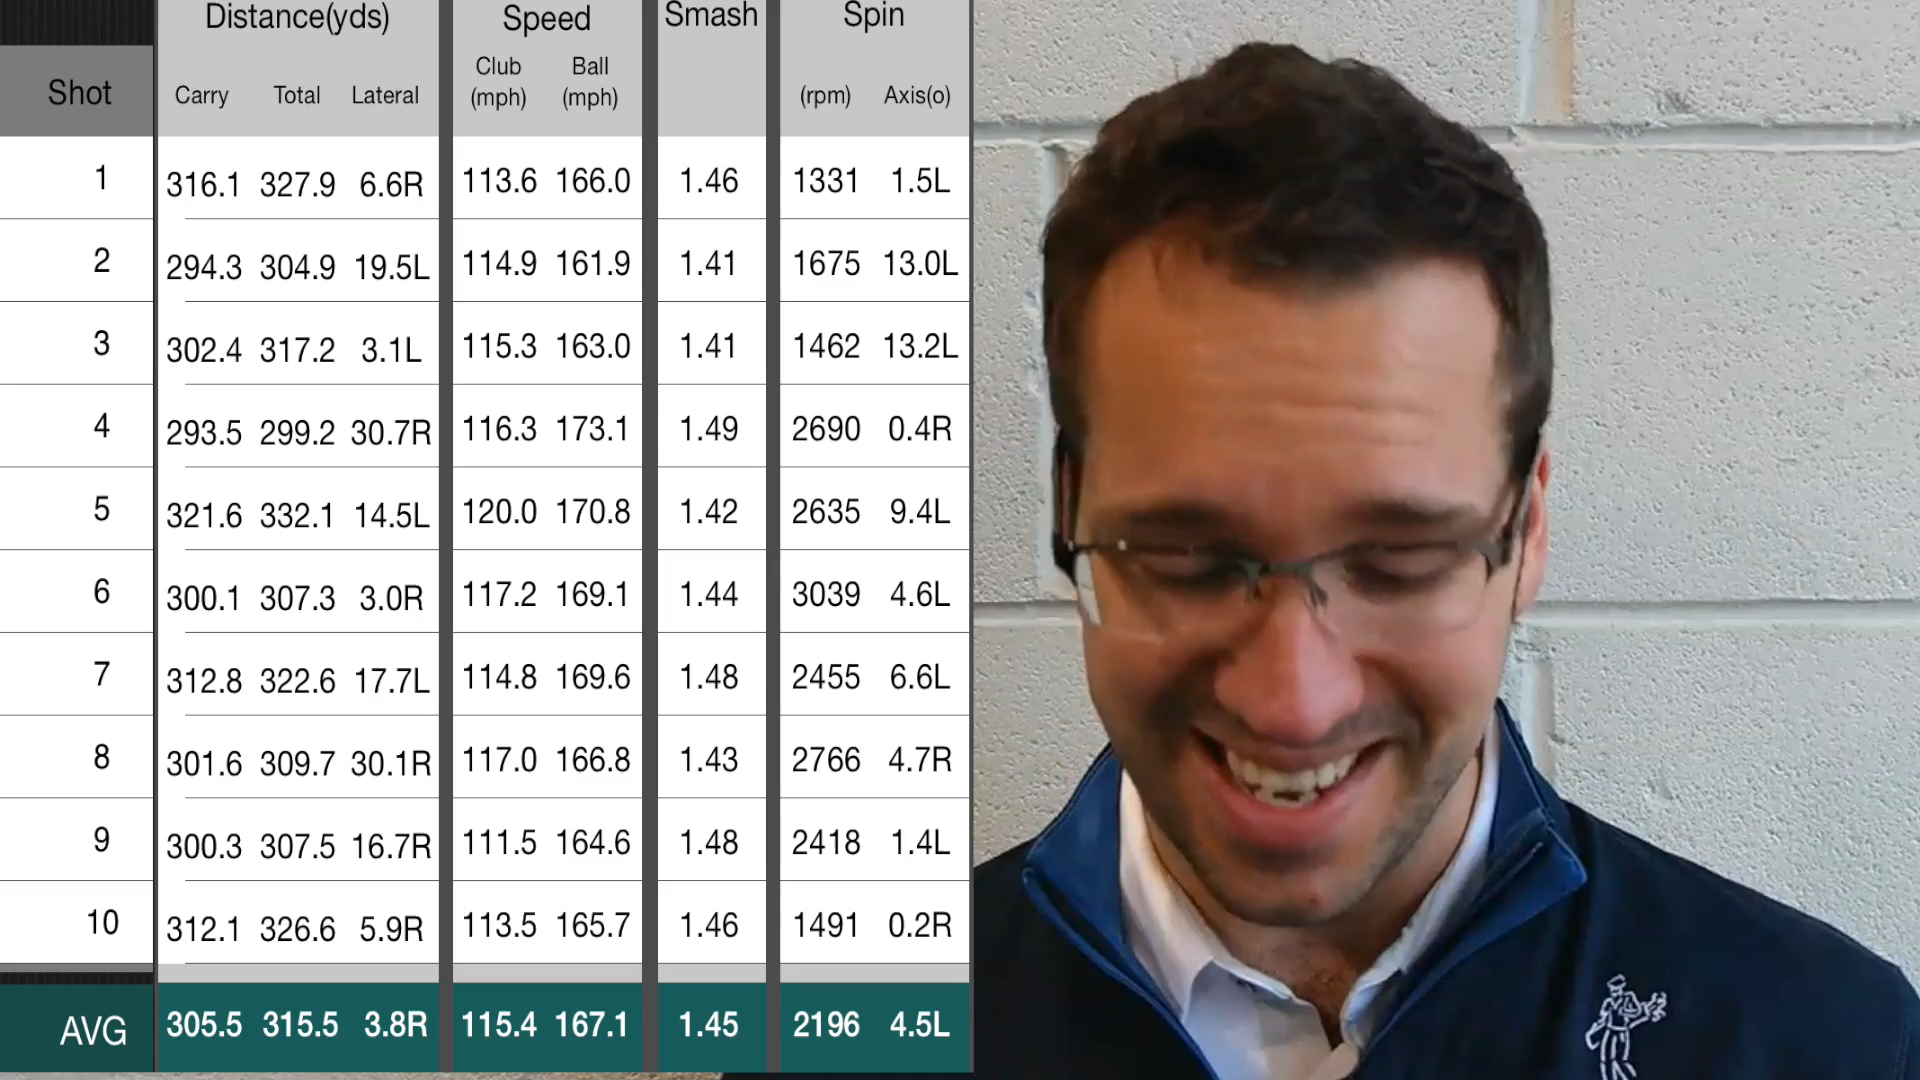 Distance(yds) Speed Smash Spin
Club Ball
Shot Carry Total Lateral (mph) (mph) (rpm) Axis(o)
1 316.1 327.9 6.6R 113.6 166.0 1.46 1331 1.5L
2 294.3 304.9 19.5L 114.9 161.9 1.41 1675 13.0L
3 302.4 317.2 3.1L 115.3 163.0 1.41 1462 13.2L
4 293.5 299.2 30.7R 116.3 173.1 1.49 2690 0.4R
5 321.6 332.1 14.5L 120.0 170.8 1.42 2635 9.4L
6 300.1 307.3 3.0R 117.2 169.1 1.44 3039 4.6L
7 312.8 322.6 17.7L 114.8 169.6 1.48 2455 6.6L
8 301.6 309.7 30.1R 117.0 166.8 1.43 2766 4.7R
9 300.3 307.5 16.7R 111.5 164.6 1.48 2418 1.4L
10 312.1 326.6 5.9R 113.5 165.7 1.46 1491 0.2R
AVG 305.5 315.5 3.8R 115.4 167.1 1.45 2196 4.5L